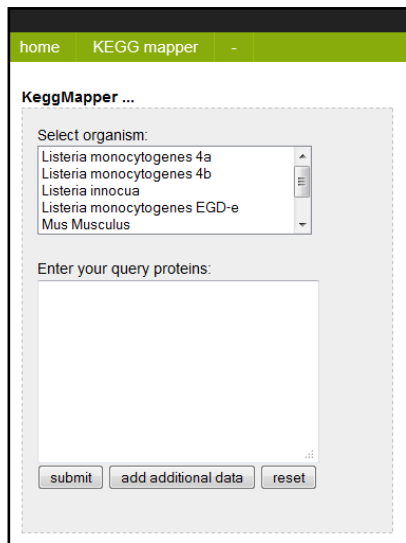 home KEGG mapper -
KeggMapper ...
Select organism:
Listeria monocytogenes 4a
Listeria monocytogenes 4b
Listeria innocua
Listeria monocytogenes EGD-e
Mus Musculus
Enter your query proteins:
submit add additional data reset